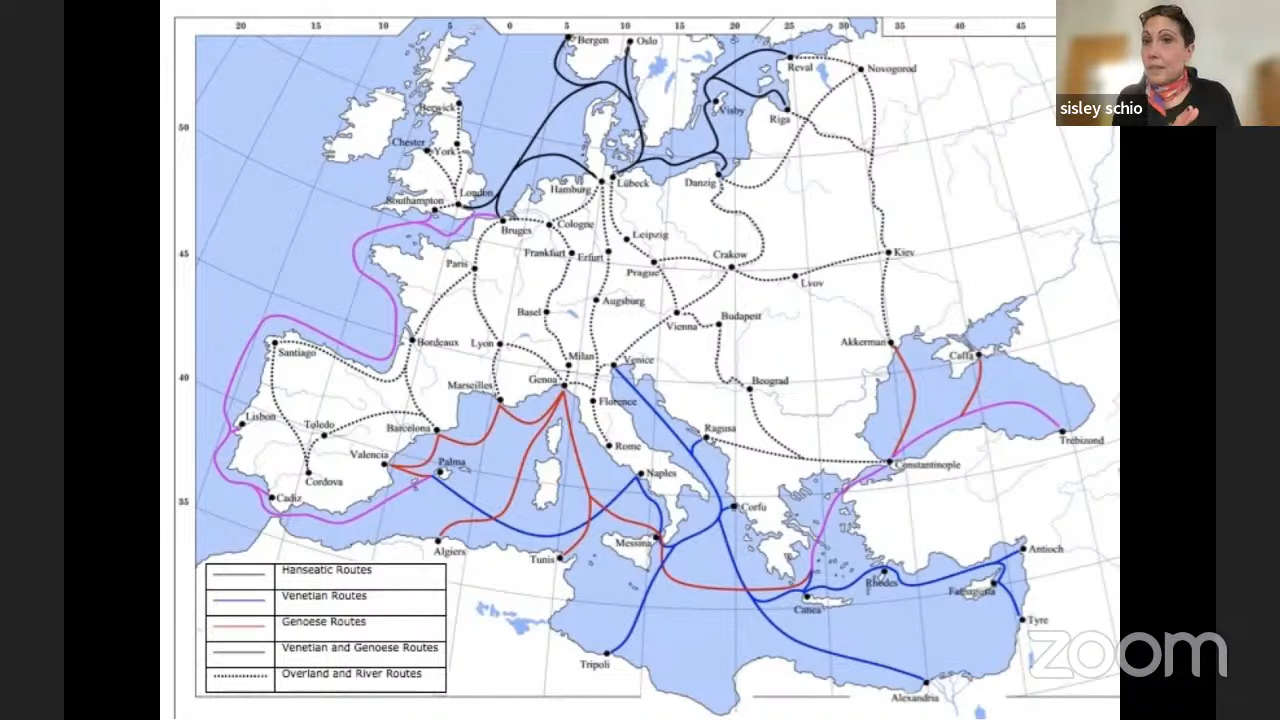 20 15 10 5 0 5 10 15 20 25 30 35 40 45
50
45
40
35
Bergen
Oslo
Reval
Novogorod
Berwick
Visby
Riga
Chester
York
London
Southampton
Hamburg
Lübeck
Danzig
Bruges
Cologne
Leipzig
Paris
Frankfurt
Erfurt
Prague
Crakow
Kiev
Lvov
Basel
Augsburg
Vienna
Budapest
Santiago
Bordeaux
Lyon
Milan
Venice
Akkerman
Caffa
Marseilles
Genoa
Florence
Beograd
Lisbon
Toledo
Barcelona
Ragusa
Trebizond
Valencia
Palma
Rome
Constantinople
Cordova
Naples
Cadiz
Corfu
Algiers
Tunis
Messina
Antioch
Rhodes
Famagusta
Canea
Tyre
Tripoli
Alexandria
Hanseatic Routes
Venetian Routes
Genoese Routes
Venetian and Genoese Routes
Overland and River Routes
sisley schio
zoom